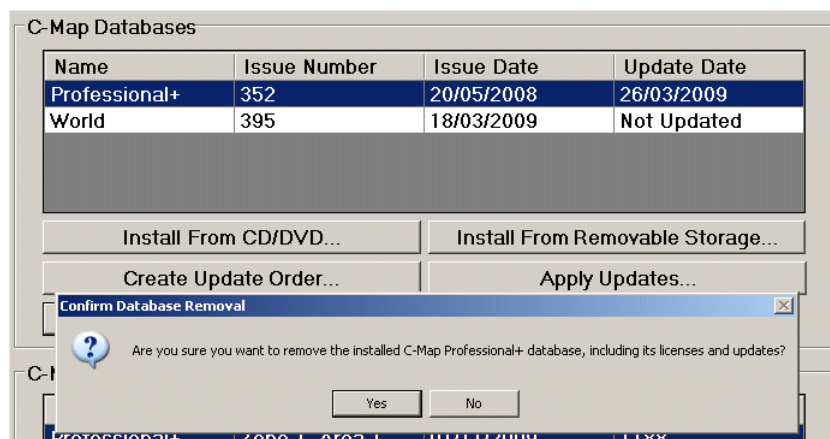 C-Map Databases
Name Issue Number Issue Date Update Date
Professional+ 352 20/05/2008 26/03/2009
World 395 18/03/2009 Not Updated
Install From CD/DVD... Install From Removable Storage...
Create Update Order... Apply Updates...
Confirm Database Removal
Are you sure you want to remove the installed C-Map Professional+ database, including its licenses and updates?
Yes No